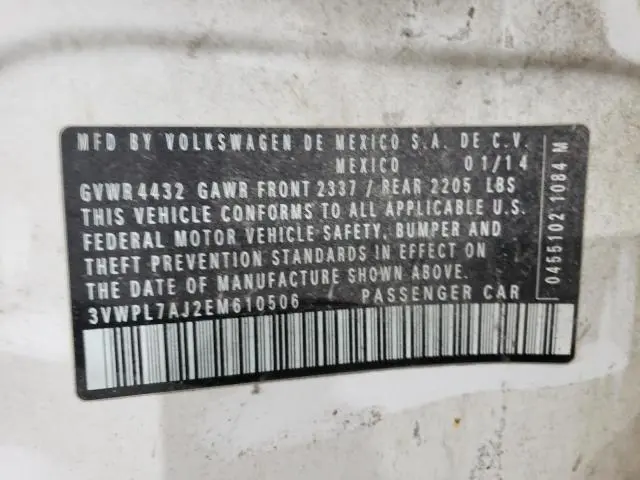 MFD BY VOLKSWAGEN DE MEXICO S.A. DE C.V.
MEXICO 01/14
GVWR 4432 GAWR FRONT 2337 / REAR 2205 LBS
THIS VEHICLE CONFORMS TO ALL APPLICABLE U.S.
FEDERAL MOTOR VEHICLE SAFETY, BUMPER AND
THEFT PREVENTION STANDARDS IN EFFECT ON
THE DATE OF MANUFACTURE SHOWN ABOVE.
3VWPL7AJ2EM610506 PASSENGER CAR
0455102 1084 M